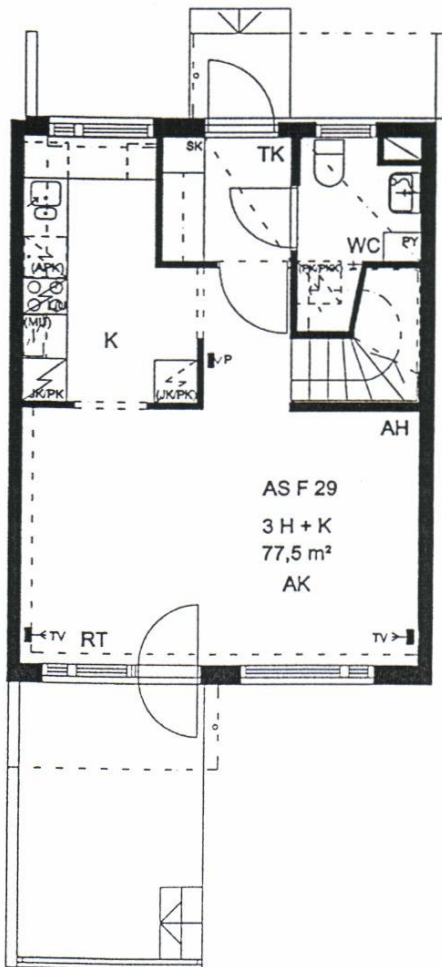 SK
TK
WC
PY
(PK/PKK)
(APK)
(MU)
K
P
JK/PK
(JK/PK)
AH
AS F 29
3 H + K
77,5 m²
AK
TV
RT
TV